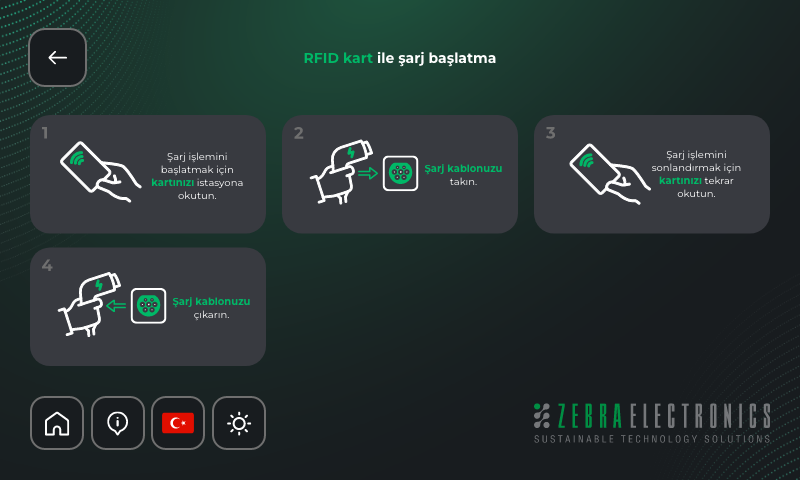 RFID kart ile şarj başlatma
1
Şarj işlemini
başlatmak için
kartınızı istasyona
okutun.
2
Şarj kablonuzu
takın.
3
Şarj işlemini
sonlandırmak için
kartınızı tekrar
okutun.
4
Şarj kablonuzu
çıkarın.
ZEBRA ELECTRONICS
SUSTAINABLE TECHNOLOGY SOLUTIONS